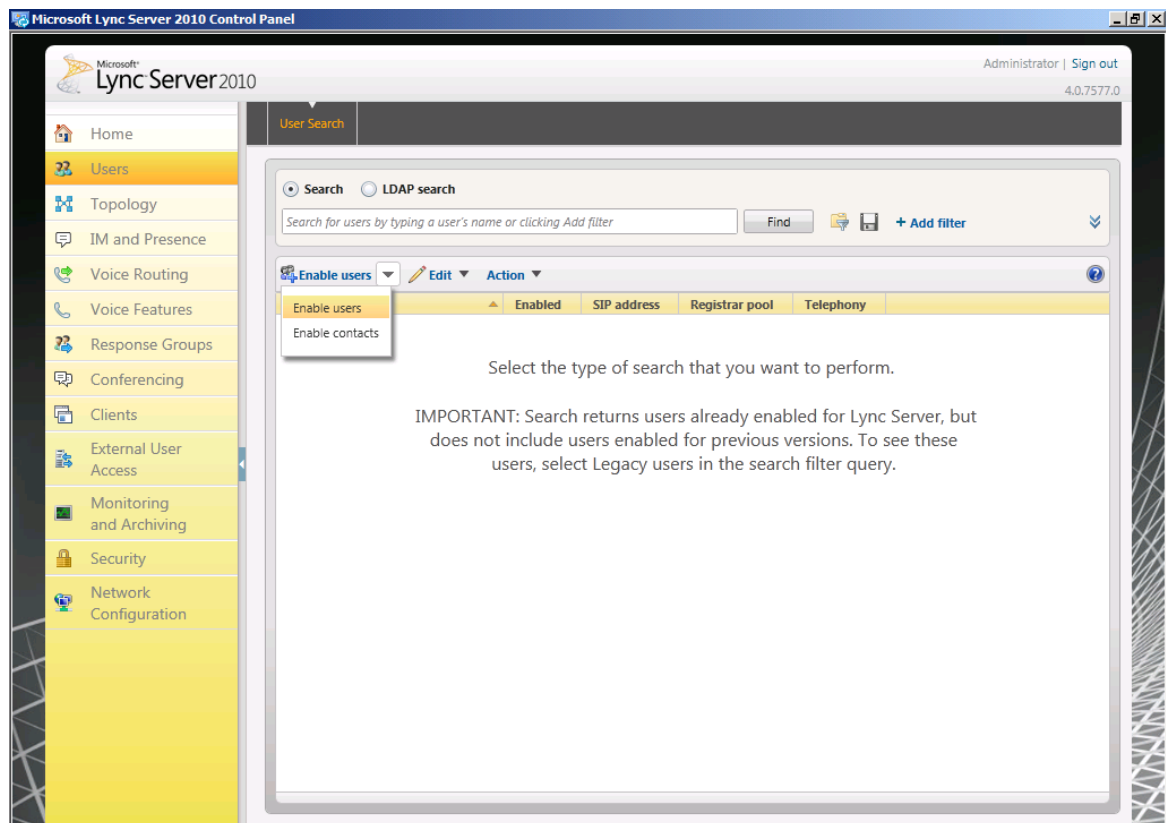 Microsoft Lync Server 2010 Control Panel
Microsoft®
Lync Server 2010
Administrator | Sign out
4.0.7577.0
Home
Users
Topology
IM and Presence
Voice Routing
Voice Features
Response Groups
Conferencing
Clients
External User
Access
Monitoring
and Archiving
Security
Network
Configuration
User Search
Search LDAP search
Search for users by typing a user's name or clicking Add filter Find + Add filter
Enable users Edit Action
Enabled SIP address Registrar pool Telephony
Enable users
Enable contacts
Select the type of search that you want to perform.
IMPORTANT: Search returns users already enabled for Lync Server, but
does not include users enabled for previous versions. To see these
users, select Legacy users in the search filter query.